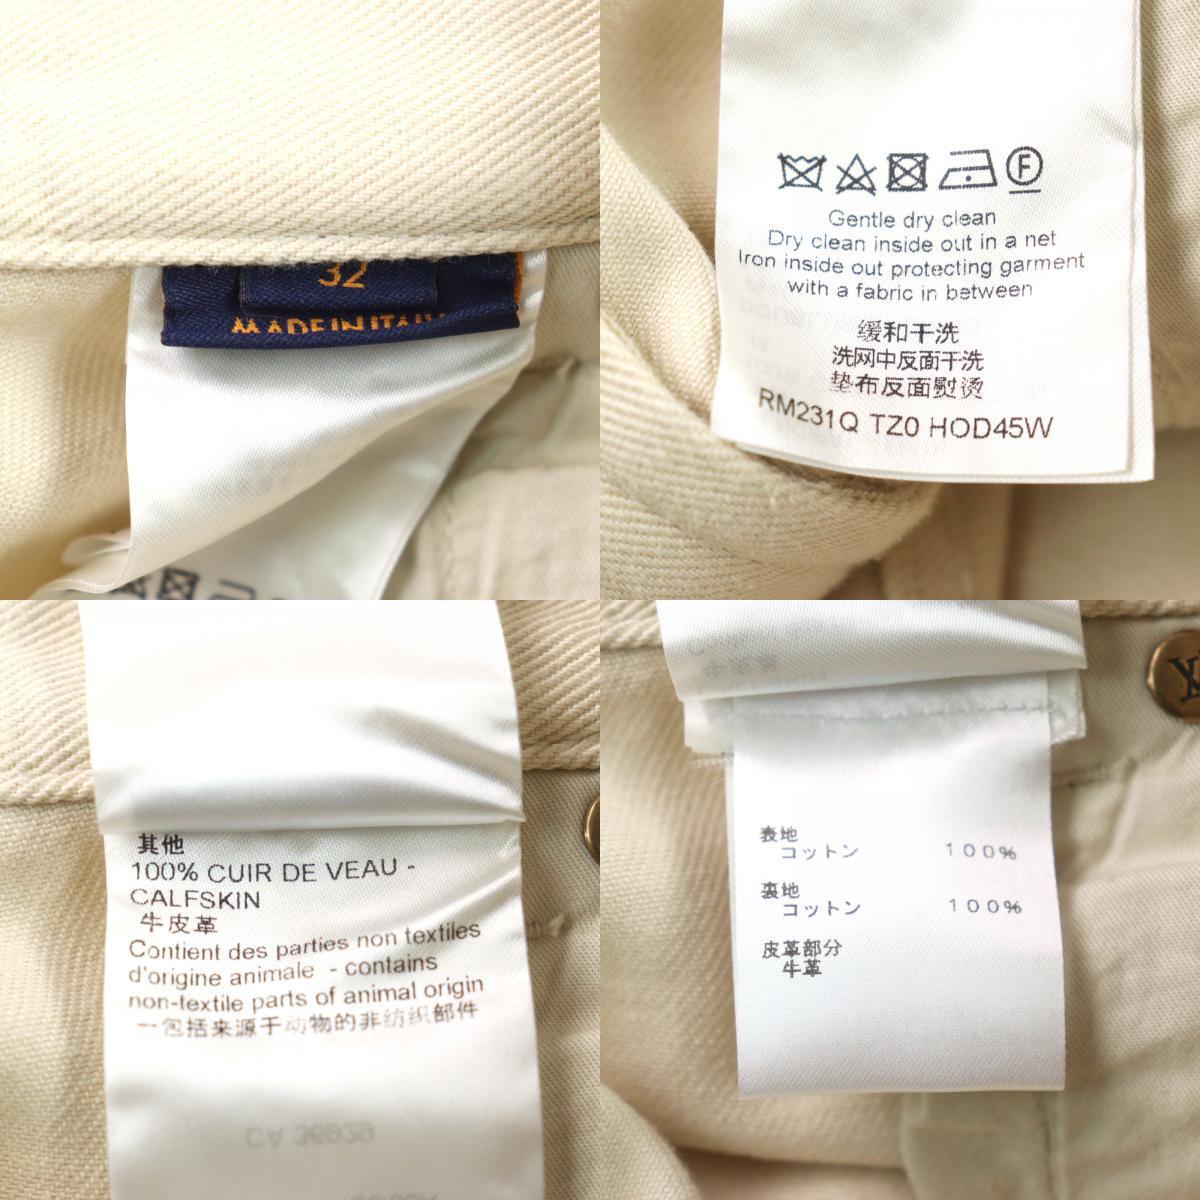 32
MADE IN ITALY
F
Gentle dry clean
Dry clean inside out in a net
Iron inside out protecting garment
with a fabric in between
缓和干洗
洗网中反面干洗
垫布反面熨烫
RM231Q TZ0 HOD45W
其他
100% CUIR DE VEAU -
CALFSKIN
牛皮革
Contient des parties non textiles
d'origine animale - contains
non-textile parts of animal origin
一包括来源于动物的非纺织部件
CA 36929
表地
コットン 100%
裏地
コットン 100%
皮革部分
牛革